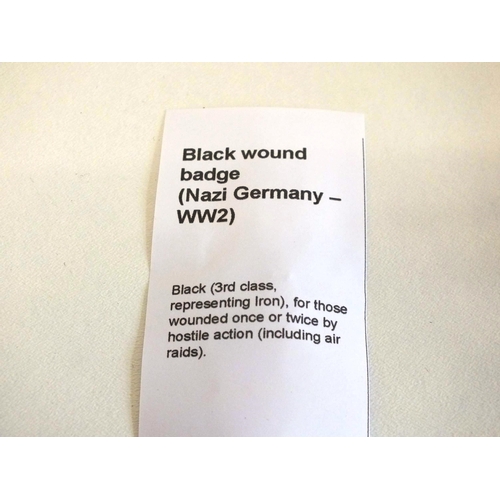 Black wound
badge
(Nazi Germany –
WW2)
Black (3rd class,
representing Iron), for those
wounded once or twice by
hostile action (including air
raids).